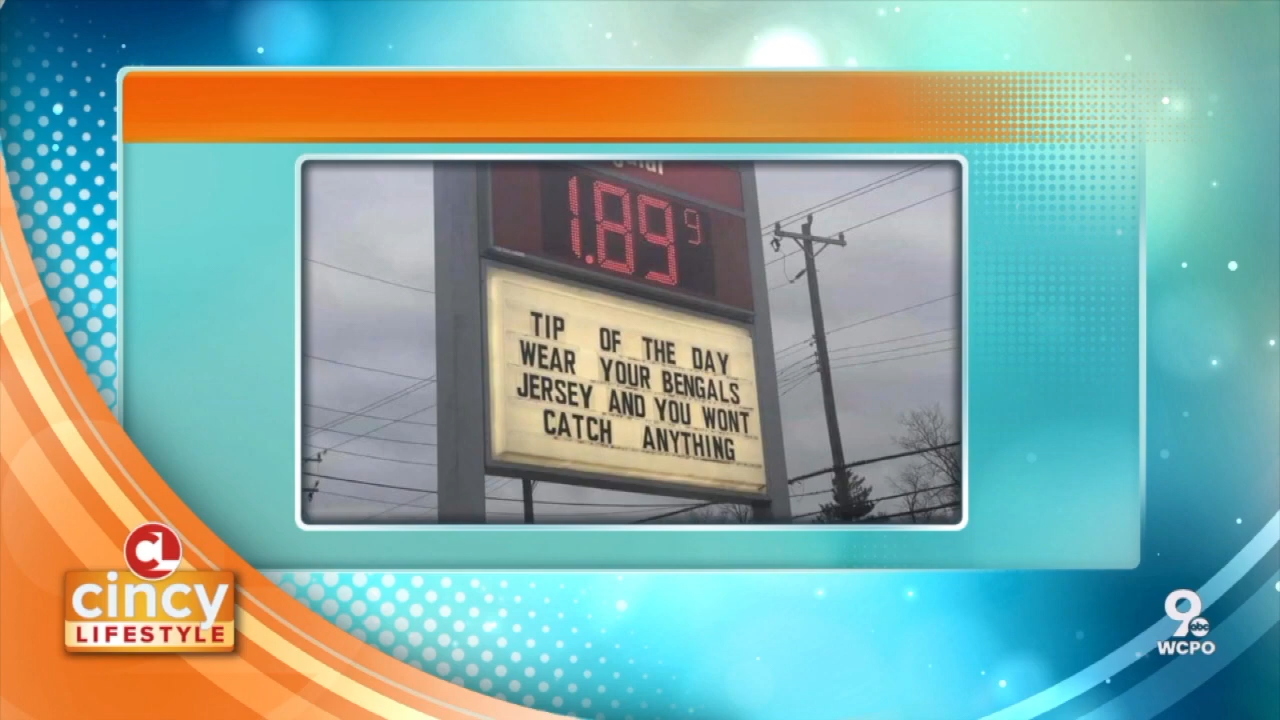 1.89 9
TIP OF THE DAY
WEAR YOUR BENGALS
JERSEY AND YOU WONT
CATCH ANYTHING
CL
cincy
LIFESTYLE
9
abc
WCPO